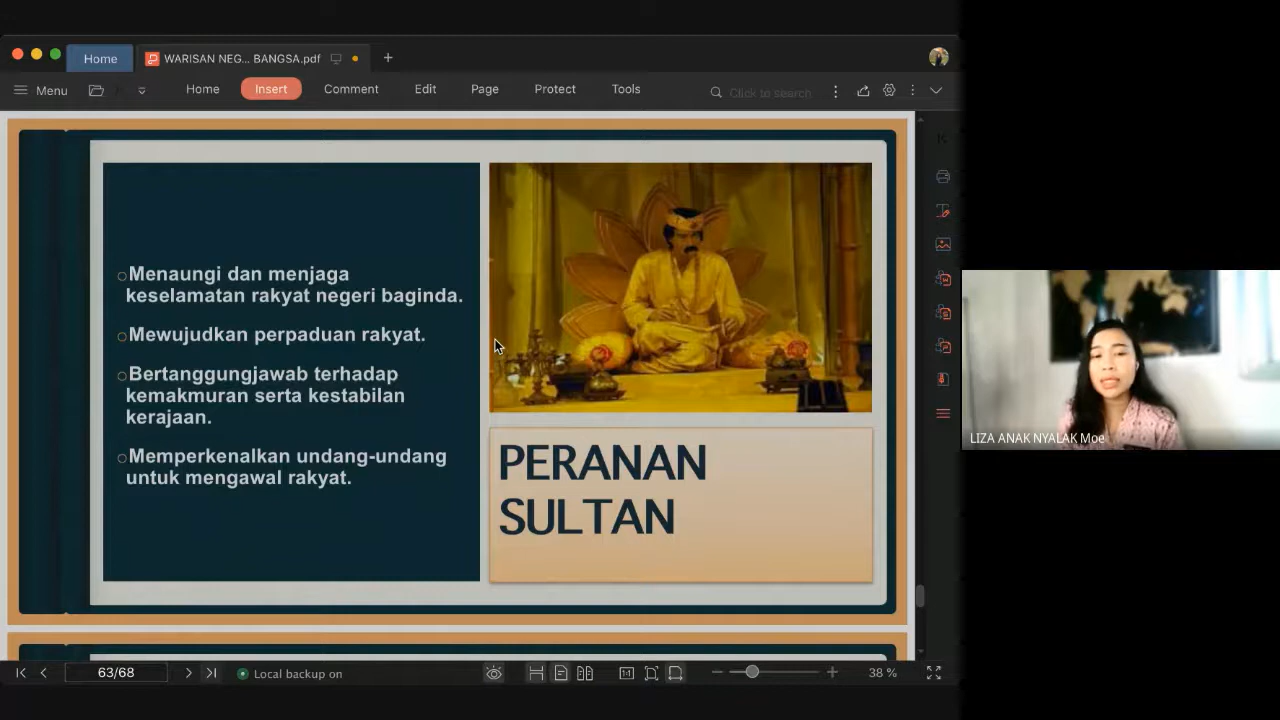 Home
WARISAN NEG... BANGSA.pdf
+
Menu
Home
Insert
Comment
Edit
Page
Protect
Tools
Click to search
○Menaungi dan menjaga
keselamatan rakyat negeri baginda.
○Mewujudkan perpaduan rakyat.
○Bertanggungjawab terhadap
kemakmuran serta kestabilan
kerajaan.
○Memperkenalkan undang-undang
untuk mengawal rakyat.
PERANAN
SULTAN
LIZA ANAK NYALAK Moe
63/68
Local backup on
1:1
38 %